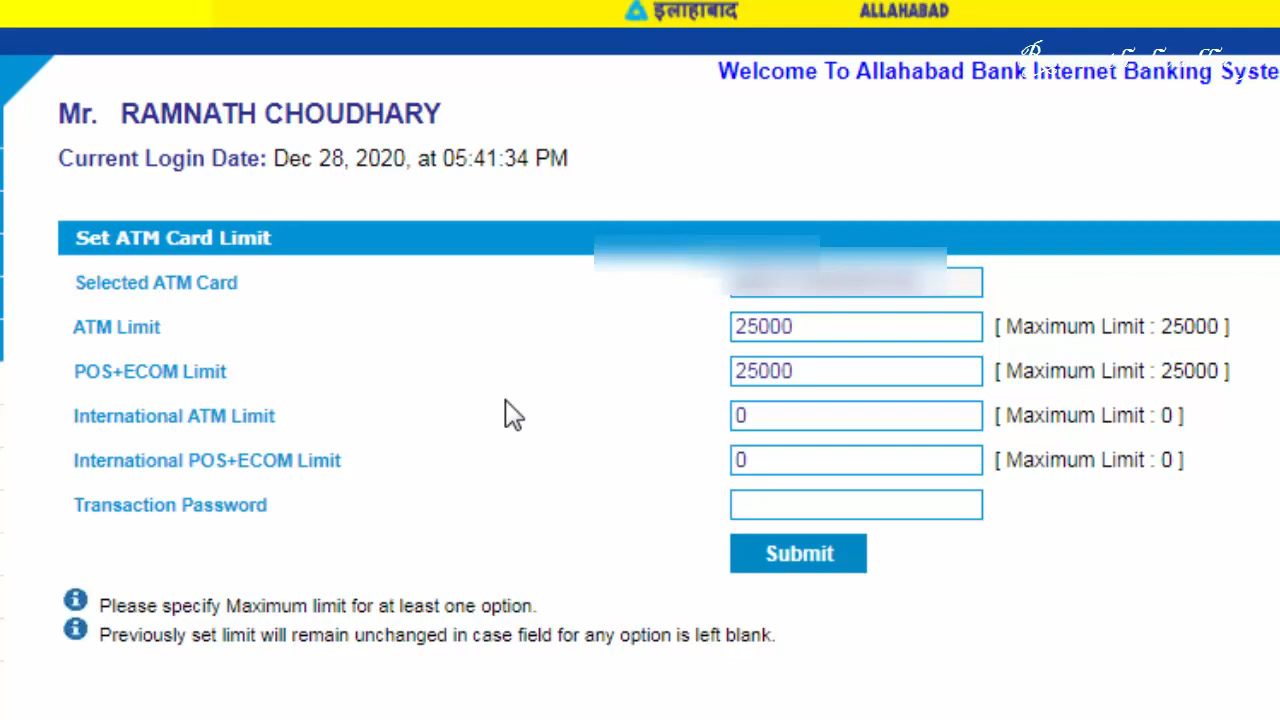 इलाहाबाद ALLAHABAD
Welcome To Allahabad Bank Internet Banking Syste
Mr. RAMNATH CHOUDHARY
Current Login Date: Dec 28, 2020, at 05:41:34 PM
Set ATM Card Limit
Selected ATM Card
ATM Limit 25000 [ Maximum Limit : 25000 ]
POS+ECOM Limit 25000 [ Maximum Limit : 25000 ]
International ATM Limit 0 [ Maximum Limit : 0 ]
International POS+ECOM Limit 0 [ Maximum Limit : 0 ]
Transaction Password
Submit
Please specify Maximum limit for at least one option.
Previously set limit will remain unchanged in case field for any option is left blank.